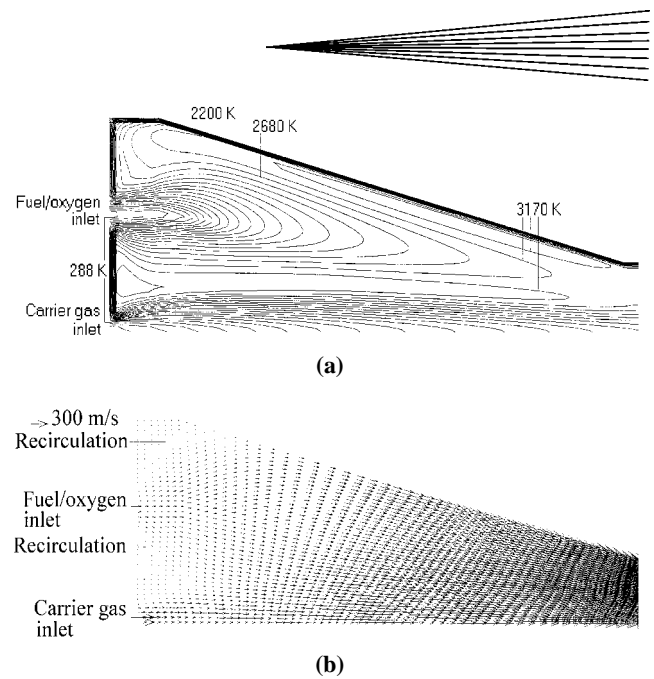 2200 K
2680 K
Fuel/oxygen
inlet
3170 K
288 K
Carrier gas
inlet
(a)
300 m/s
Recirculation
Fuel/oxygen
inlet
Recirculation
Carrier gas
inlet
(b)